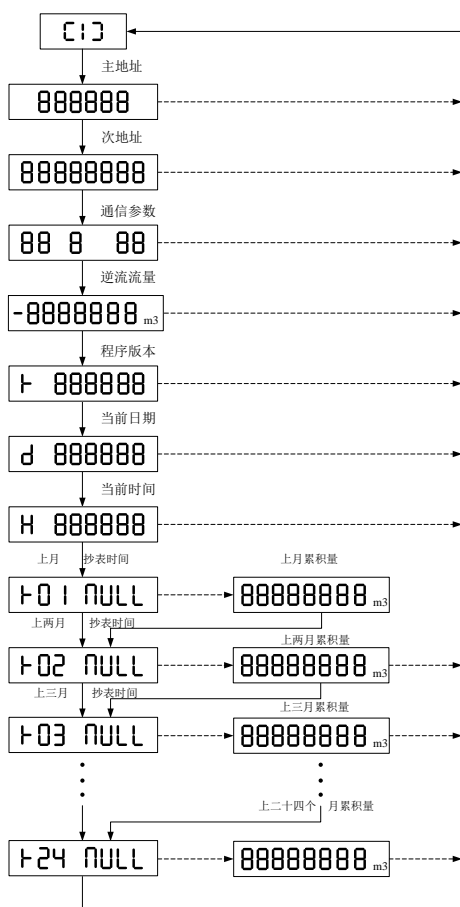 [1]
主地址
888888
次地址
88888888
通信参数
88 8 88
逆流流量
-8888888 m3
程序版本
⊢ 888888
当前日期
d 888888
当前时间
H 888888
上月 抄表时间 上月累积量
⊢01 NULL 88888888 m3
上两月 抄表时间 上两月累积量
⊢02 NULL 88888888 m3
上三月 抄表时间 上三月累积量
⊢03 NULL 88888888 m3
上二十四个 月累积量
⊢24 NULL 88888888 m3